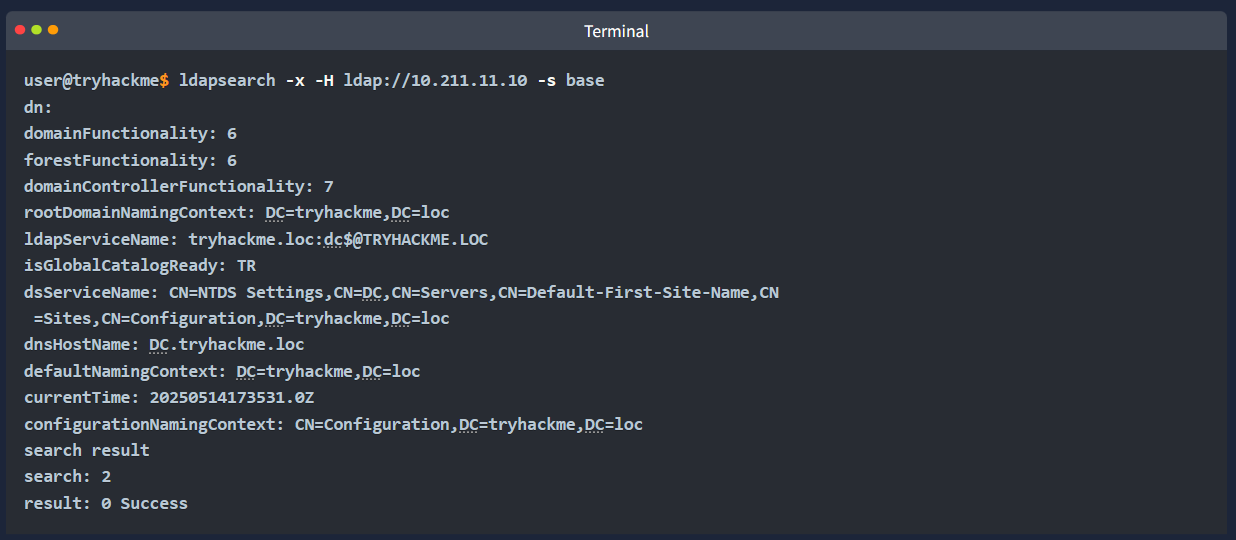 Terminal
user@tryhackme$ ldapsearch -x -H ldap://10.211.11.10 -s base
dn:
domainFunctionality: 6
forestFunctionality: 6
domainControllerFunctionality: 7
rootDomainNamingContext: DC=tryhackme,DC=loc
ldapServiceName: tryhackme.loc:dc$@TRYHACKME.LOC
isGlobalCatalogReady: TR
dsServiceName: CN=NTDS Settings,CN=DC,CN=Servers,CN=Default-First-Site-Name,CN
 =Sites,CN=Configuration,DC=tryhackme,DC=loc
dnsHostName: DC.tryhackme.loc
defaultNamingContext: DC=tryhackme,DC=loc
currentTime: 20250514173531.0Z
configurationNamingContext: CN=Configuration,DC=tryhackme,DC=loc
search result
search: 2
result: 0 Success